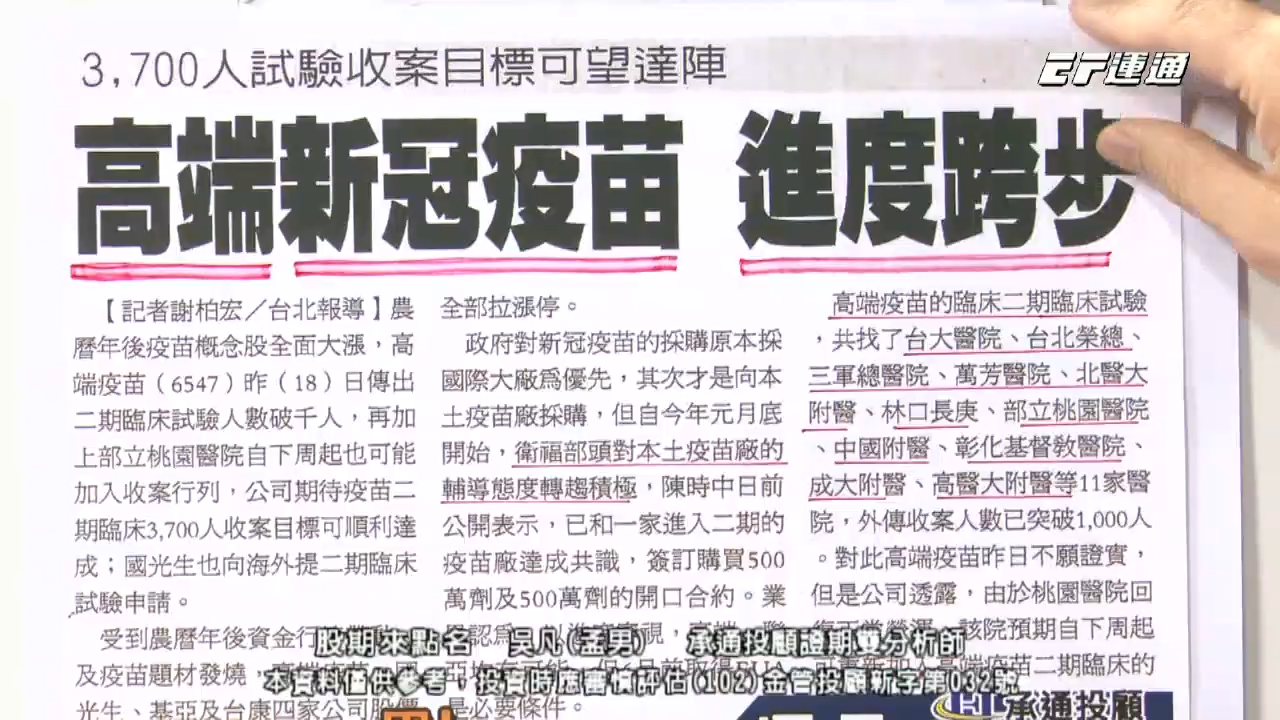 3,700人試驗收案目標可望達陣
EF運通
高端新冠疫苗 進度跨步
【記者謝柏宏／台北報導】農
曆年後疫苗概念股全面大漲，高
端疫苗（6547）昨（18）日傳出
二期臨床試驗人數破千人，再加
上部立桃園醫院自下周起也可能
加入收案行列，公司期待疫苗二
期臨床3,700人收案目標可順利達
成；國光生也向海外提二期臨床
試驗申請。
受到農曆年後資金行
及疫苗題材發燒，高端疫苗、國
光生、基亞及台康四家公司股價
全部拉漲停。
政府對新冠疫苗的採購原本採
國際大廠為優先，其次才是向本
土疫苗廠採購，但自今年元月底
開始，衛福部頭對本土疫苗廠的
輔導態度轉趨積極，陳時中日前
公開表示，已和一家進入二期的
疫苗廠達成共識，簽訂購買500
萬劑及500萬劑的開口合約。業
是必要條件。
高端疫苗的臨床二期臨床試驗
，共找了台大醫院、台北榮總、
三軍總醫院、萬芳醫院、北醫大
附醫、林口長庚、部立桃園醫院
、中國附醫、彰化基督教醫院、
成大附醫、高醫大附醫等11家醫
院，外傳收案人數已突破1,000人
。對此高端疫苗昨日不願證實，
但是公司透露，由於桃園醫院回
該院預期自下周起
高端疫苗二期臨床的
股期來點名 吳凡(孟男) 承通投顧證期雙分析師
本資料僅供參考，投資時應審慎評估(102)金管投顧新字第032號
承通投顧